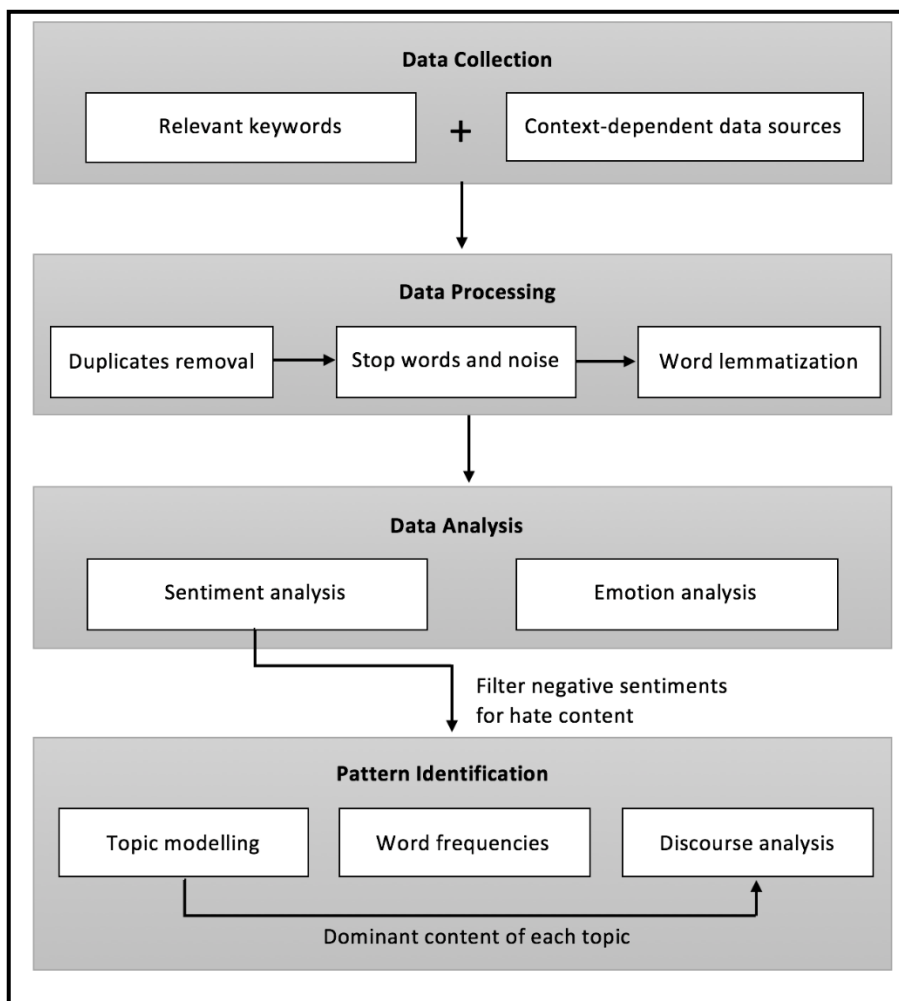 Data Collection
Relevant keywords
+
Context-dependent data sources
Data Processing
Duplicates removal
Stop words and noise
Word lemmatization
Data Analysis
Sentiment analysis
Emotion analysis
Filter negative sentiments
for hate content
Pattern Identification
Topic modelling
Word frequencies
Discourse analysis
Dominant content of each topic